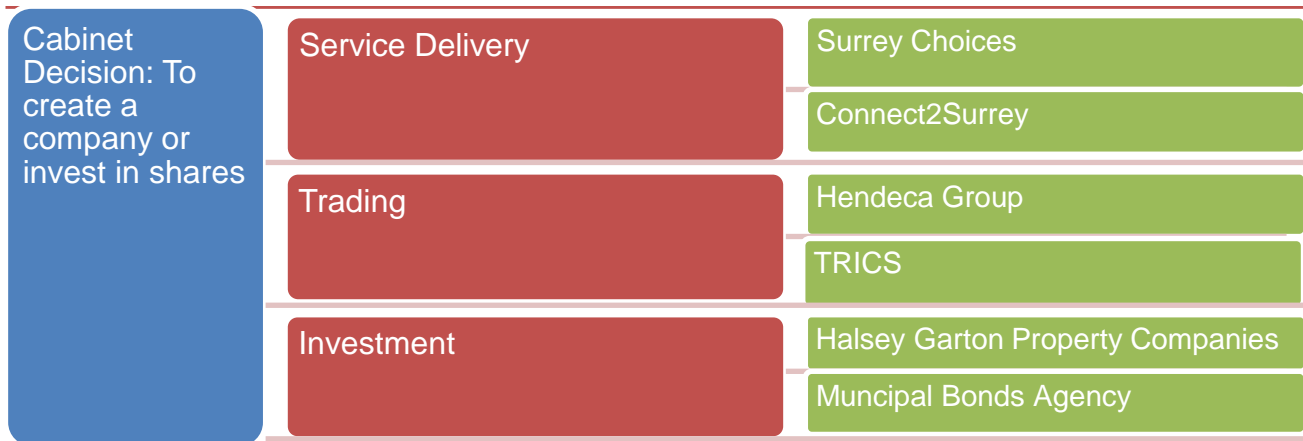 Cabinet
Decision: To
create a
company or
invest in shares
Service Delivery
Surrey Choices
Connect2Surrey
Trading
Hendeca Group
TRICS
Investment
Halsey Garton Property Companies
Muncipal Bonds Agency